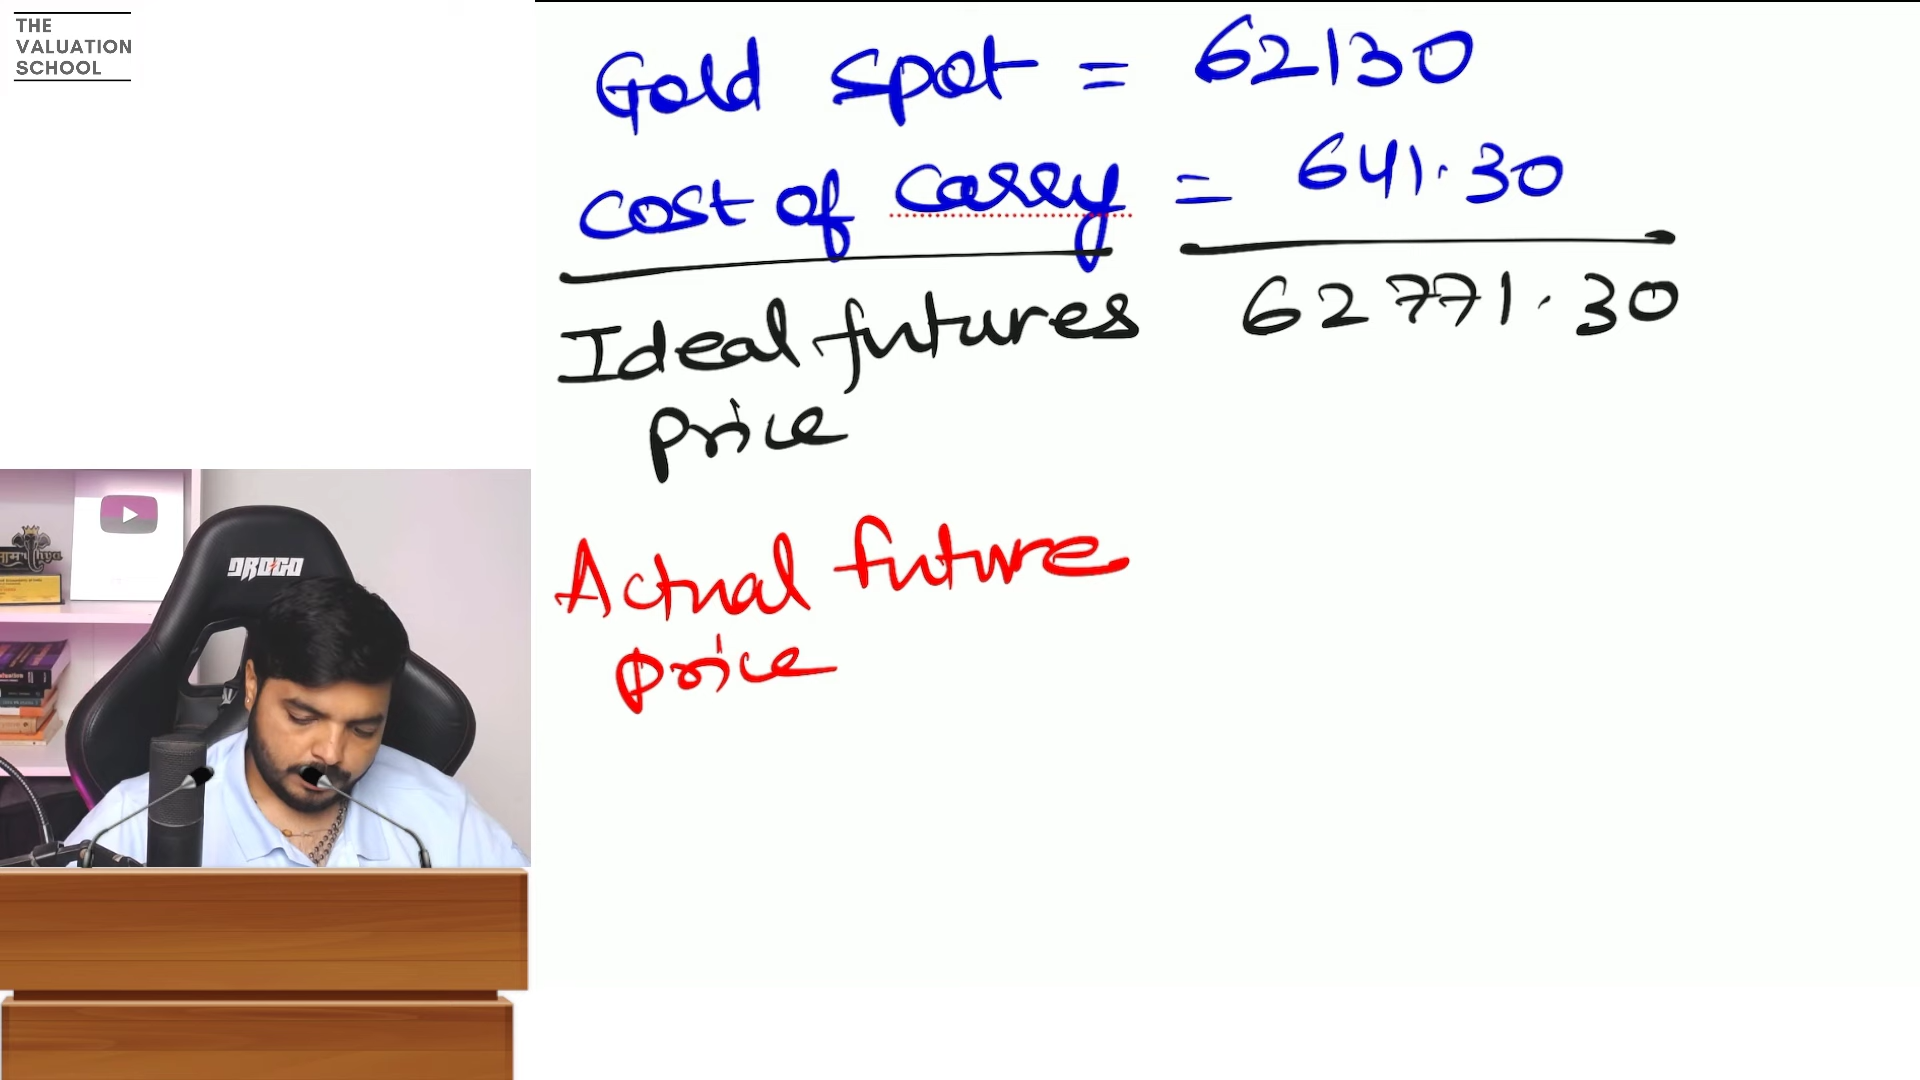 THE
VALUATION
SCHOOL
Gold spot = 62130
cost of carry = 641.30
Ideal futures 62771.30
price
Actual future
price
DROGO